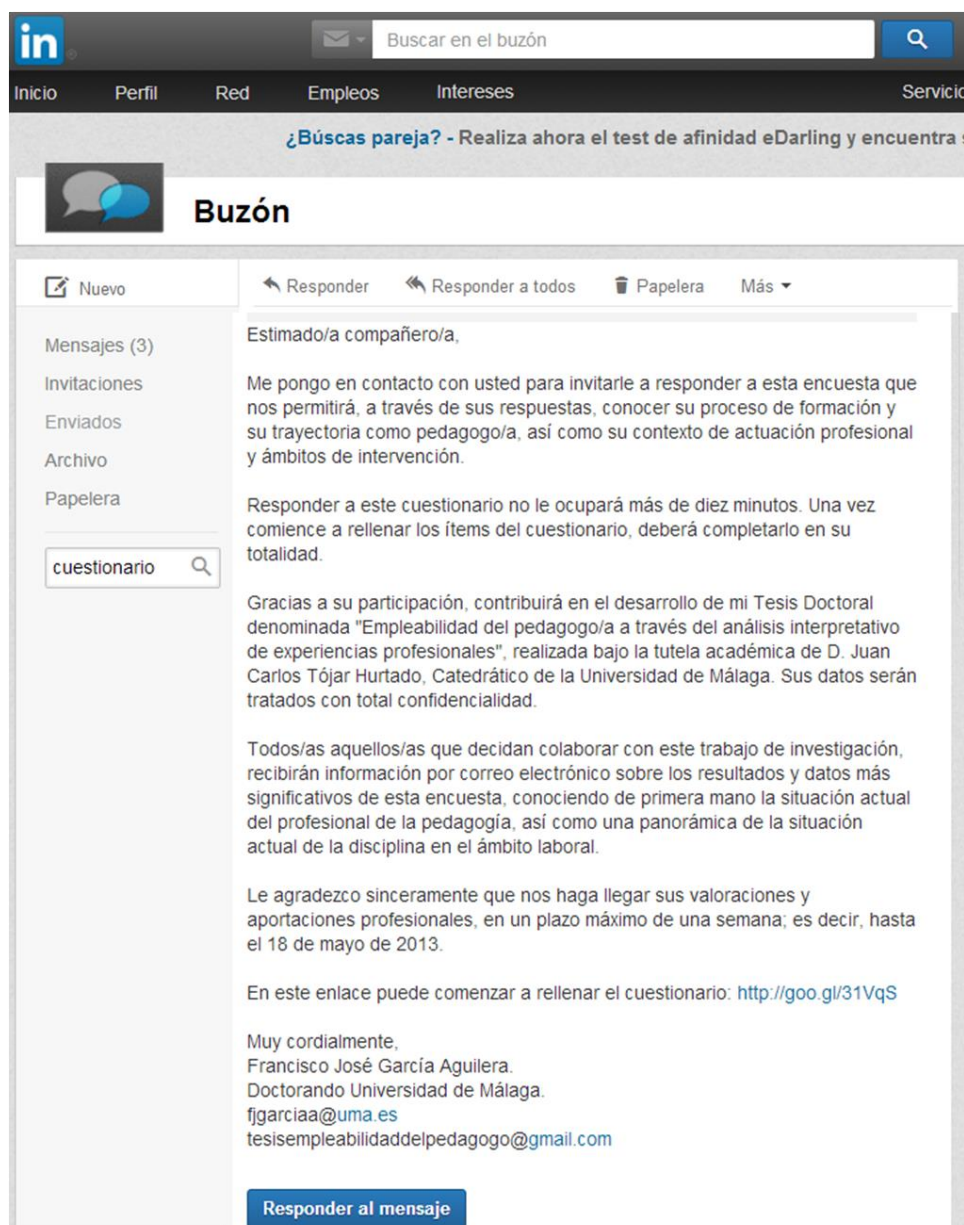 in
Buscar en el buzón
Inicio Perfil Red Empleos Intereses Servicio
¿Búscas pareja? - Realiza ahora el test de afinidad eDarling y encuentra
Buzón
Nuevo
Responder Responder a todos Papelera Más
Mensajes (3)
Invitaciones
Enviados
Archivo
Papelera
cuestionario
Estimado/a compañero/a,
Me pongo en contacto con usted para invitarle a responder a esta encuesta que
nos permitirá, a través de sus respuestas, conocer su proceso de formación y
su trayectoria como pedagogo/a, así como su contexto de actuación profesional
y ámbitos de intervención.
Responder a este cuestionario no le ocupará más de diez minutos. Una vez
comience a rellenar los ítems del cuestionario, deberá completarlo en su
totalidad.
Gracias a su participación, contribuirá en el desarrollo de mi Tesis Doctoral
denominada "Empleabilidad del pedagogo/a a través del análisis interpretativo
de experiencias profesionales", realizada bajo la tutela académica de D. Juan
Carlos Tójar Hurtado, Catedrático de la Universidad de Málaga. Sus datos serán
tratados con total confidencialidad.
Todos/as aquellos/as que decidan colaborar con este trabajo de investigación,
recibirán información por correo electrónico sobre los resultados y datos más
significativos de esta encuesta, conociendo de primera mano la situación actual
del profesional de la pedagogía, así como una panorámica de la situación
actual de la disciplina en el ámbito laboral.
Le agradezco sinceramente que nos haga llegar sus valoraciones y
aportaciones profesionales, en un plazo máximo de una semana; es decir, hasta
el 18 de mayo de 2013.
En este enlace puede comenzar a rellenar el cuestionario: http://goo.gl/31VqS
Muy cordialmente,
Francisco José García Aguilera.
Doctorando Universidad de Málaga.
fjgarciaa@uma.es
tesisempleabilidaddelpedagogo@gmail.com
Responder al mensaje